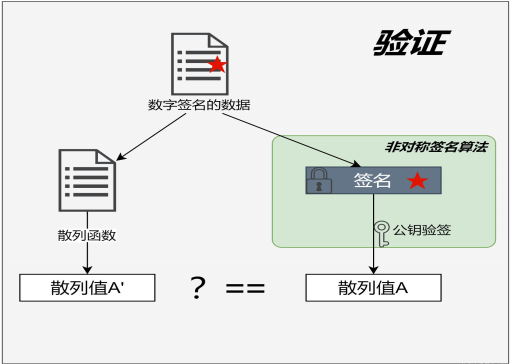 验证
数字签名的数据
非对称签名算法
签名
散列函数
公钥验签
散列值A'
? ==
散列值A